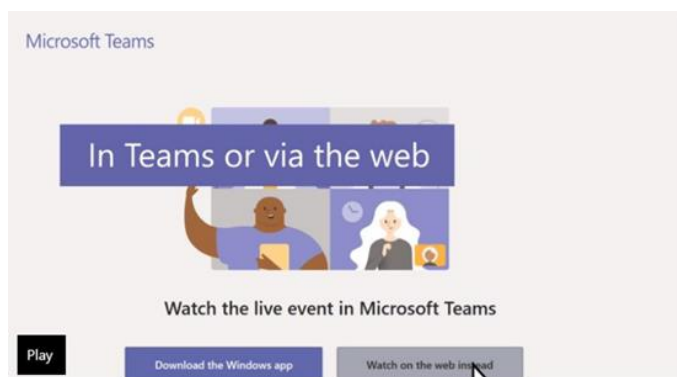 Microsoft Teams
In Teams or via the web
Watch the live event in Microsoft Teams
Play
Download the Windows app
Watch on the web instead